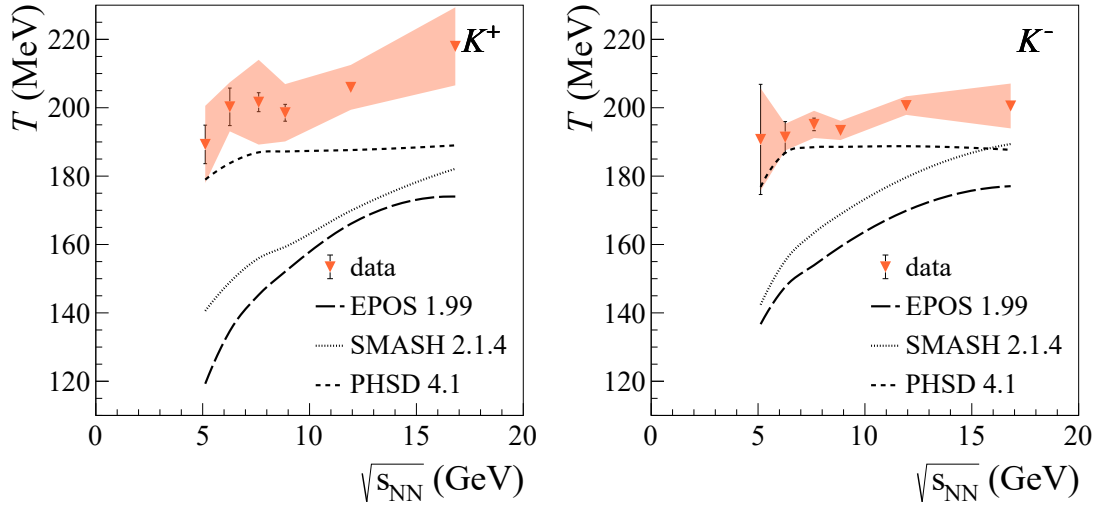 T (MeV)
220
200
180
160
140
120
K+
data
EPOS 1.99
SMASH 2.1.4
PHSD 4.1
0 5 10 15 20
√sNN (GeV)
T (MeV)
220
200
180
160
140
120
K-
data
EPOS 1.99
SMASH 2.1.4
PHSD 4.1
0 5 10 15 20
√sNN (GeV)